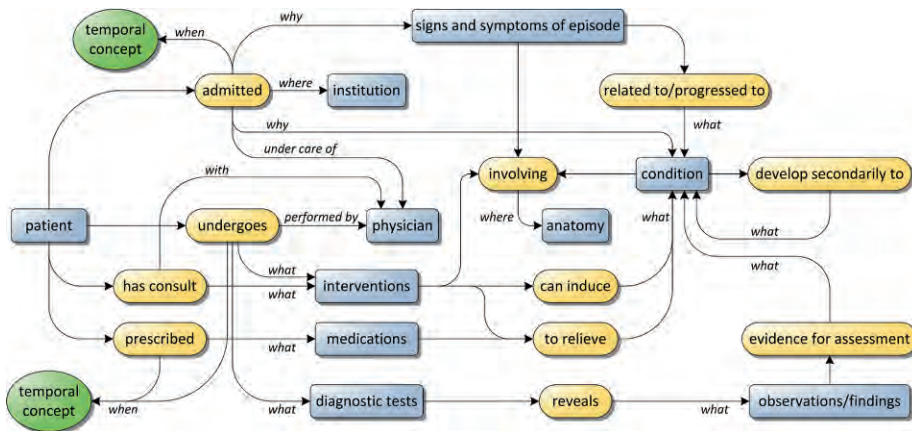 temporal
concept
when
why
signs and symptoms of episode
admitted
where
institution
related to/progressed to
why
what
under care of
with
involving
condition
develop secondarily to
patient
undergoes
performed by
physician
where
anatomy
what
what
what
has consult
what
interventions
can induce
prescribed
what
medications
to relieve
evidence for assessment
temporal
concept
when
what
diagnostic tests
reveals
what
observations/findings